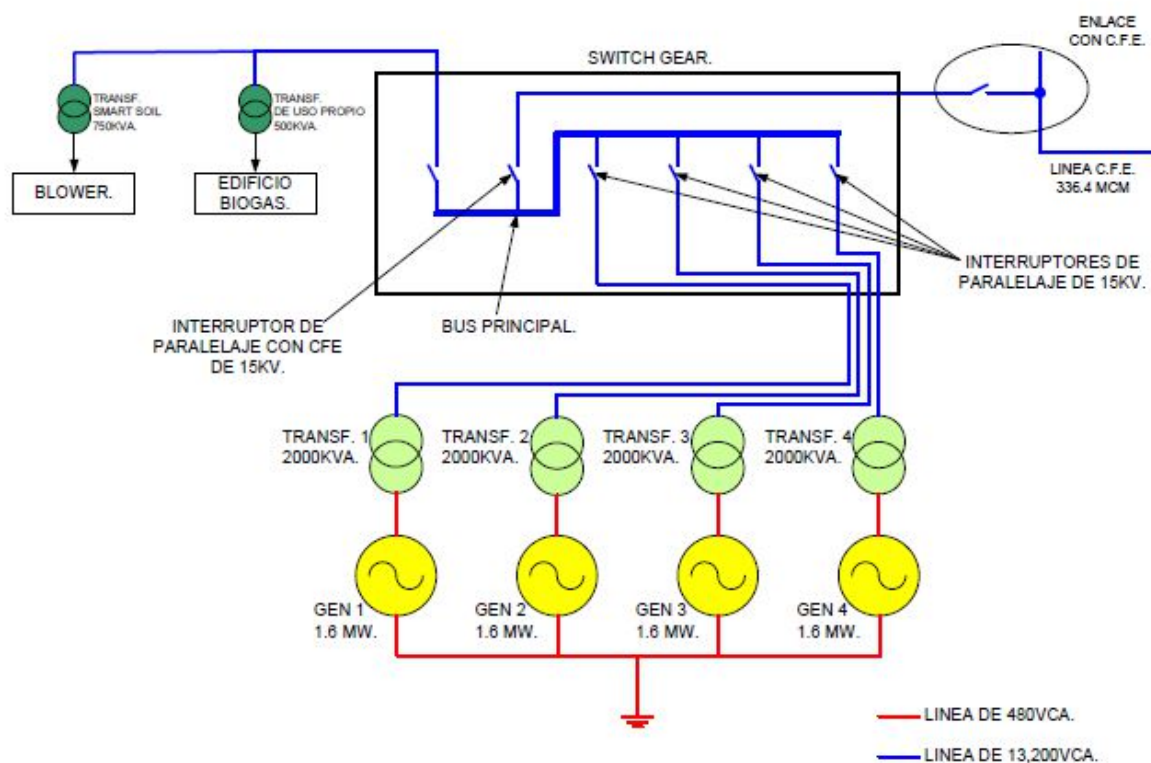 ENLACE
CON C.F.E.
SWITCH GEAR.
TRANSF.
SMART SOIL
750KVA.
TRANSF.
DE USO PROPIO
500KVA.
BLOWER.
EDIFICIO
BIOGAS.
LINEA C.F.E.
336.4 MCM
INTERRUPTORES DE
PARALELAJE DE 15KV.
INTERRUPTOR DE
PARALELAJE CON CFE
DE 15KV.
BUS PRINCIPAL.
TRANSF. 1
2000KVA.
TRANSF. 2
2000KVA.
TRANSF. 3
2000KVA.
TRANSF. 4
2000KVA.
GEN 1
1.6 MW.
GEN 2
1.6 MW.
GEN 3
1.6 MW.
GEN 4
1.6 MW.
LINEA DE 480VCA.
LINEA DE 13,200VCA.